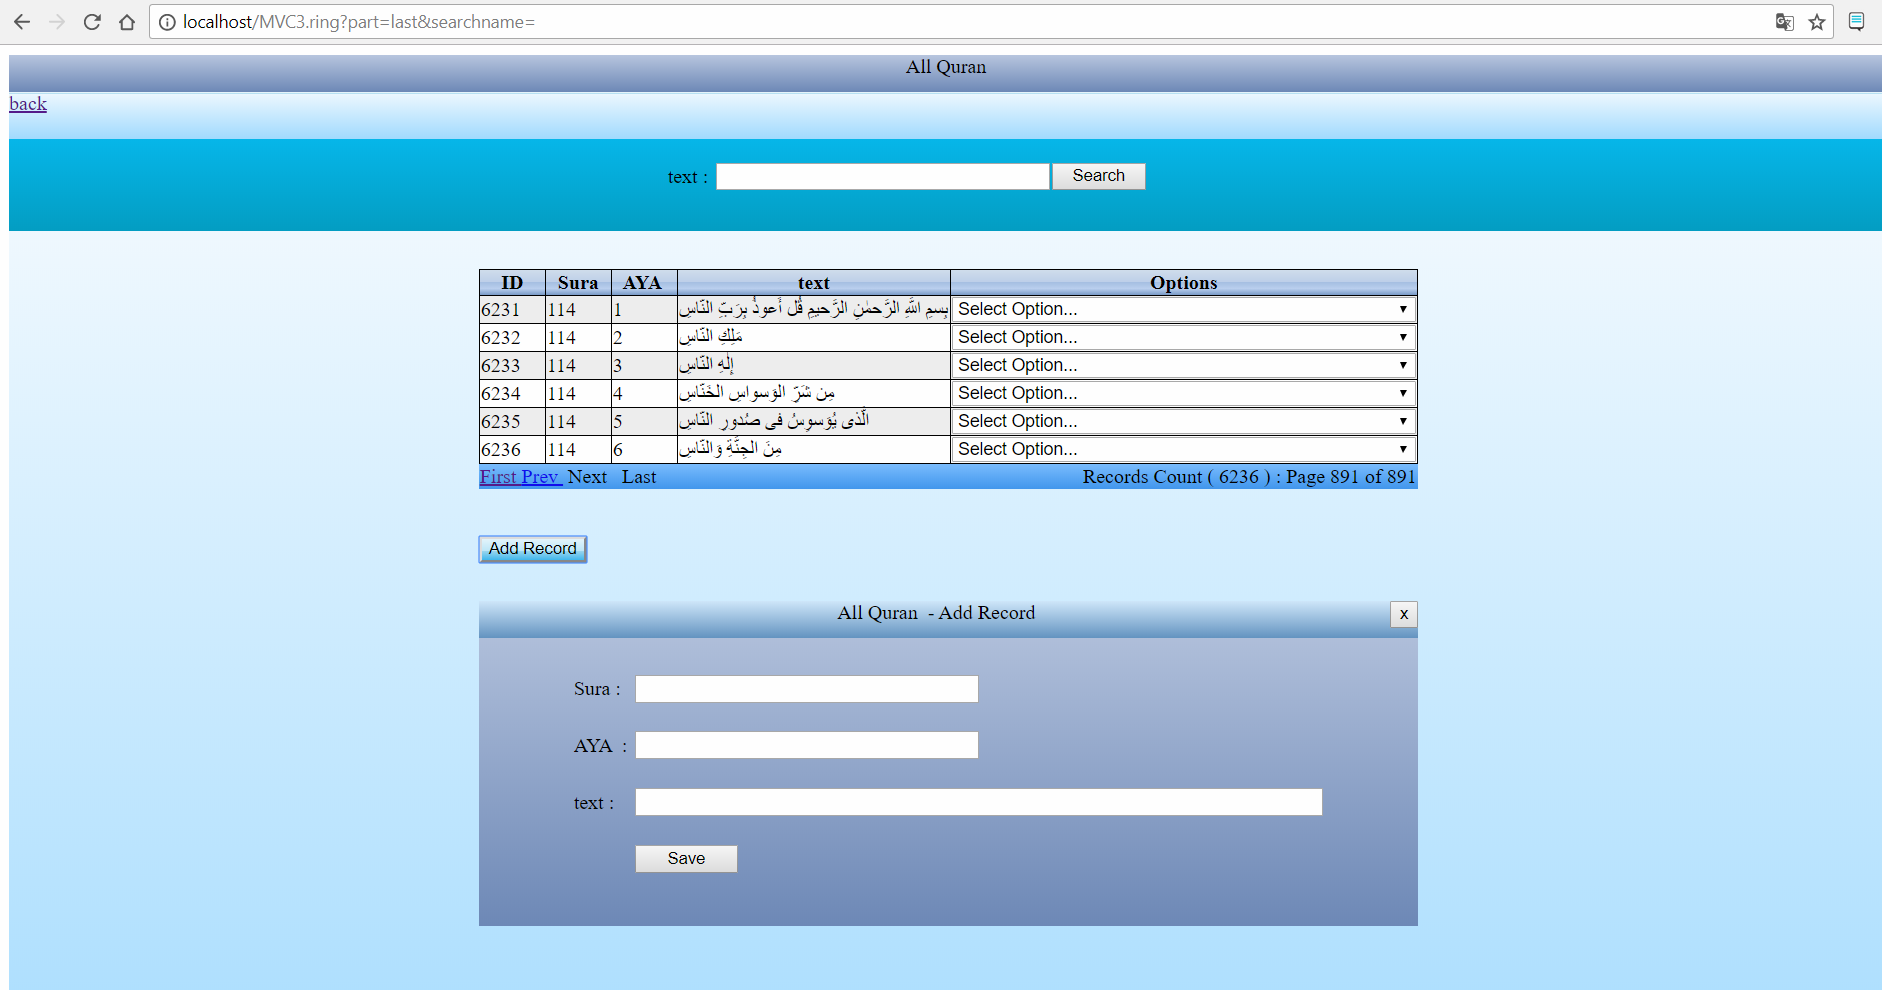 localhost/MVC3.ring?part=last&searchname=
All Quran
back
text : Search
ID Sura AYA text Options
6231 114 1 بِسمِ اللَّهِ الرَّحمٰنِ الرَّحيمِ قُل أَعوذُ بِرَبِّ النّاسِ Select Option...
6232 114 2 مَلِكِ النّاسِ Select Option...
6233 114 3 إِلٰهِ النّاسِ Select Option...
6234 114 4 مِن شَرِّ الوَسواسِ الخَنّاسِ Select Option...
6235 114 5 الَّذى يُوَسوِسُ فى صُدورِ النّاسِ Select Option...
6236 114 6 مِنَ الجِنَّةِ وَالنّاسِ Select Option...
First Prev Next Last Records Count ( 6236 ) : Page 891 of 891
Add Record
All Quran - Add Record x
Sura :
AYA :
text :
Save